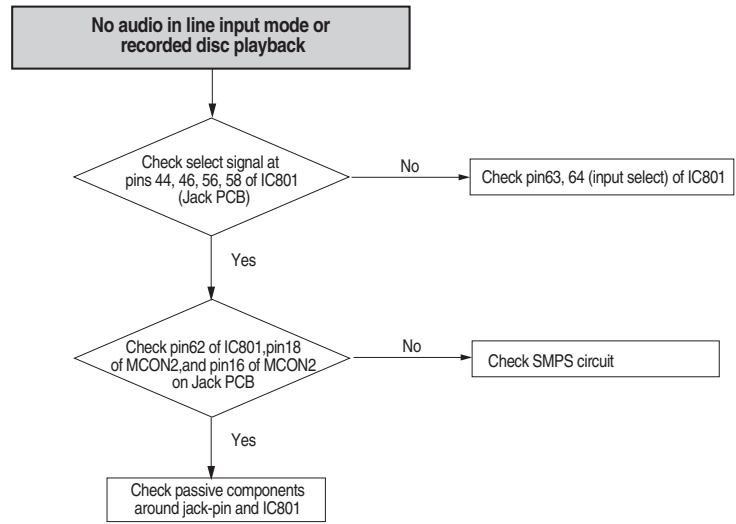 No audio in line input mode or
recorded disc playback
Check select signal at
pins 44, 46, 56, 58 of IC801
(Jack PCB)
No
Check pin63, 64 (input select) of IC801
Yes
Check pin62 of IC801,pin18
of MCON2,and pin16 of MCON2
on Jack PCB
No
Check SMPS circuit
Yes
Check passive components
around jack-pin and IC801